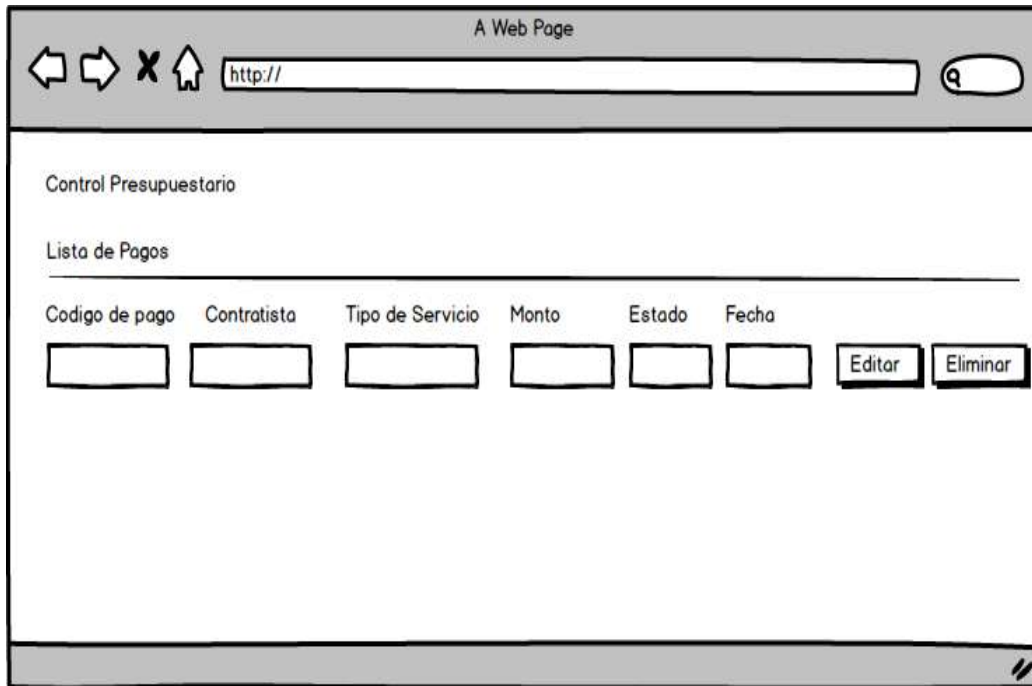 A Web Page
http://
Control Presupuestario
Lista de Pagos
Codigo de pago Contratista Tipo de Servicio Monto Estado Fecha
Editar Eliminar